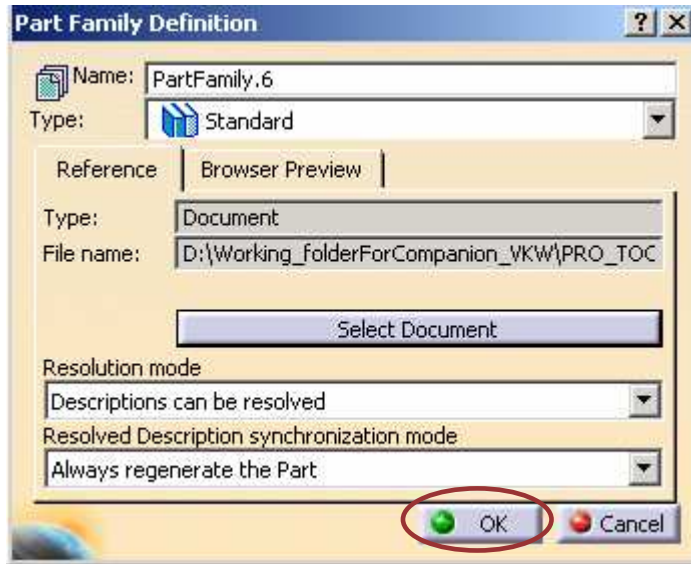 Part Family Definition
Name: PartFamily.6
Type: Standard
Reference Browser Preview
Type: Document
File name: D:\Working_folderForCompanion_VKW\PRO_TOC
Select Document
Resolution mode
Descriptions can be resolved
Resolved Description synchronization mode
Always regenerate the Part
OK Cancel